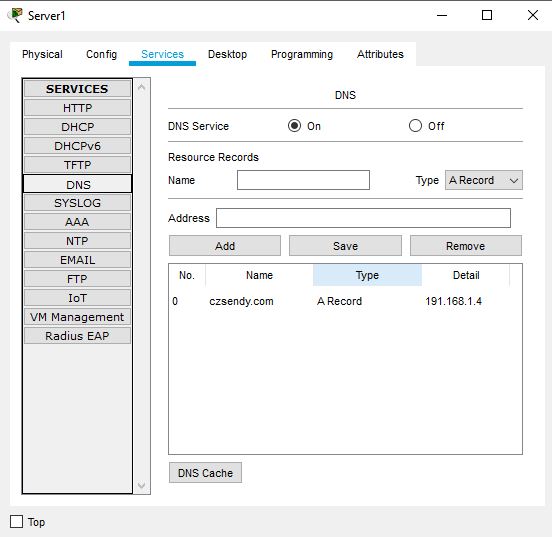 Server1
Physical Config Services Desktop Programming Attributes
SERVICES
HTTP
DHCP
DHCPv6
TFTP
DNS
SYSLOG
AAA
NTP
EMAIL
FTP
IoT
VM Management
Radius EAP
DNS
DNS Service On Off
Resource Records
Name Type A Record
Address
Add Save Remove
No. Name Type Detail
0 czsendy.com A Record 191.168.1.4
DNS Cache
Top